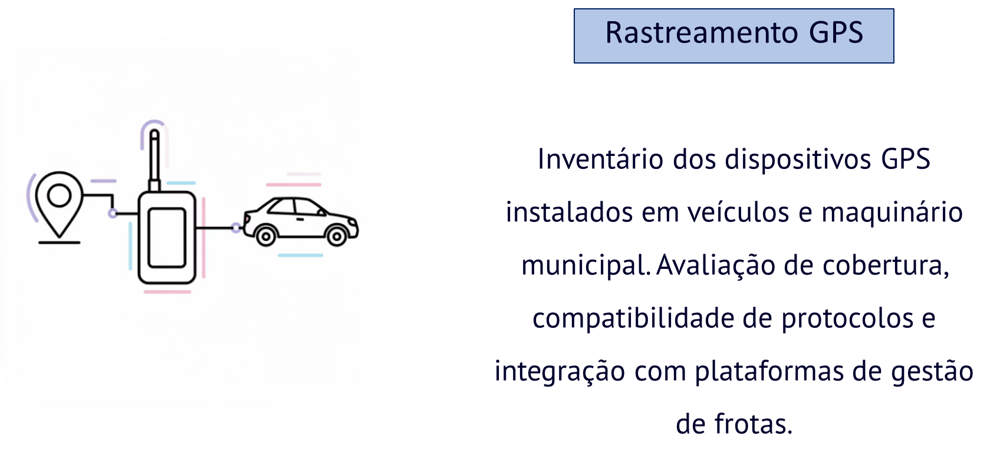 Rastreamento GPS
Inventário dos dispositivos GPS
instalados em veículos e maquinário
municipal. Avaliação de cobertura,
compatibilidade de protocolos e
integração com plataformas de gestão
de frotas.